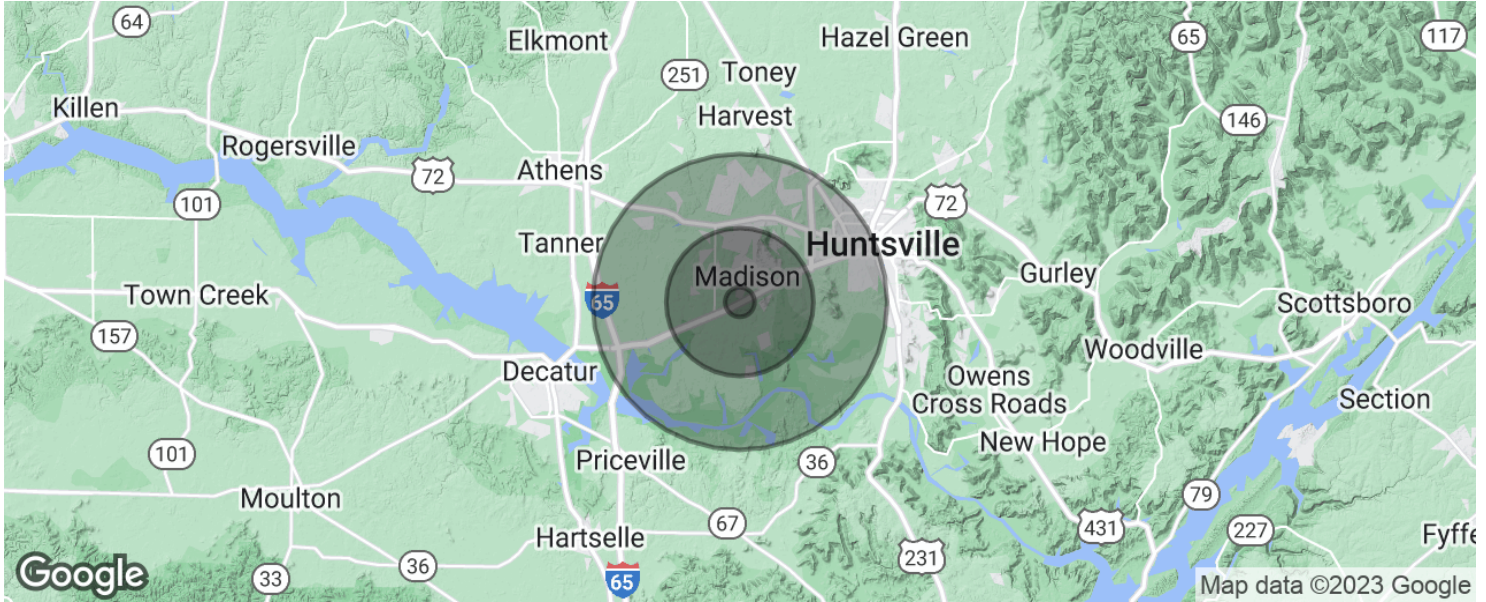 64
Elkmont
Hazel Green
65
117
251
Toney
Killen
Harvest
146
Rogersville
Athens
72
101
72
Tanner
Huntsville
Madison
Gurley
Town Creek
65
Scottsboro
157
Woodville
Decatur
Owens
Cross Roads
Section
New Hope
101
Priceville
36
Moulton
79
67
431
227
Hartselle
231
Fyffe
Google
33
36
65
Map data ©2023 Google